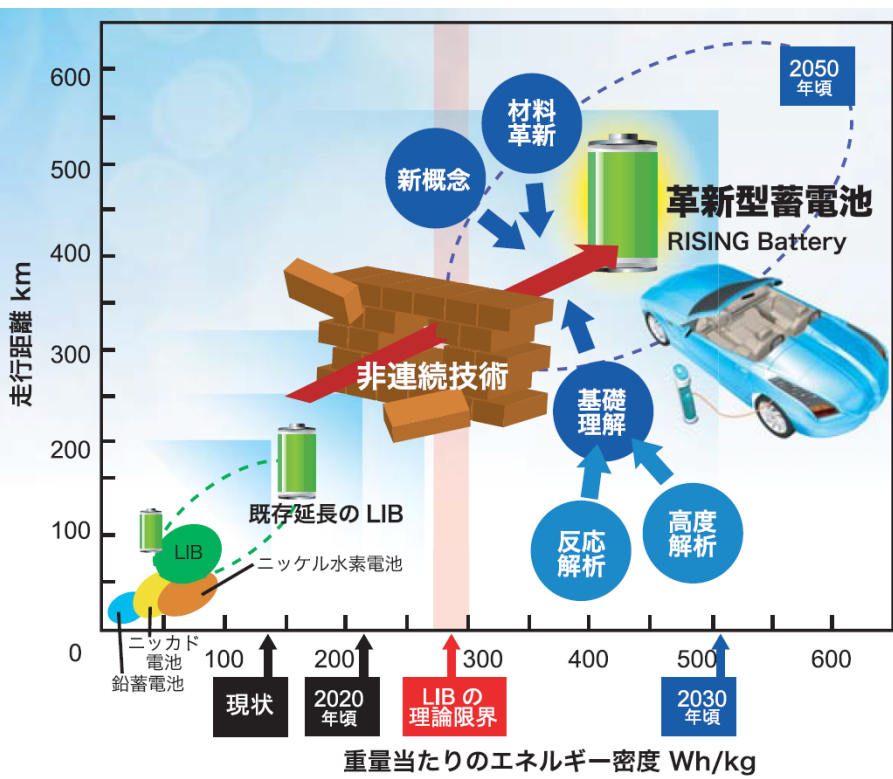 走行距離 km
600
500
400
300
200
100
0
2050
年頃
材料
革新
新概念
革新型蓄電池
RISING Battery
非連続技術
基礎
理解
反応
解析
高度
解析
既存延長の LIB
LIB
ニッケル水素電池
ニッカド
電池
鉛蓄電池
100
200
300
400
500
600
現状
2020
年頃
LIB の
理論限界
2030
年頃
重量当たりのエネルギー密度 Wh/kg